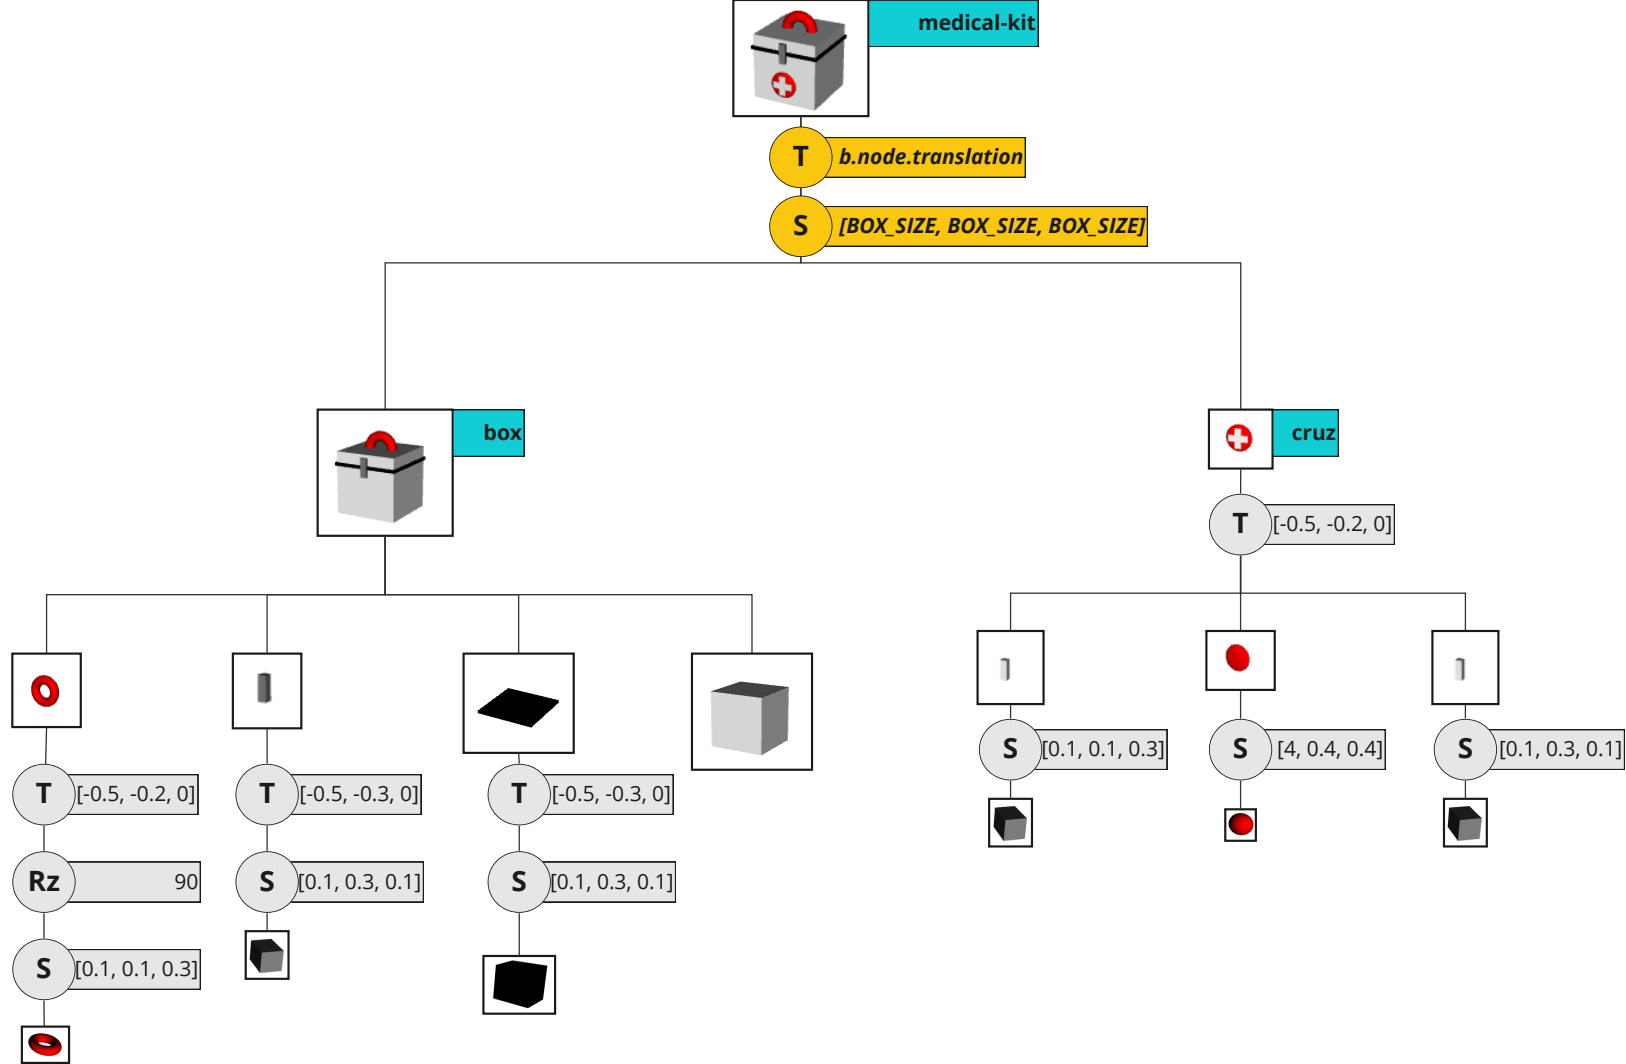 medical-kit
T b.node.translation
S [BOX_SIZE, BOX_SIZE, BOX_SIZE]
box
cruz
T [-0.5, -0.2, 0]
S [0.1, 0.1, 0.3]
S [4, 0.4, 0.4]
S [0.1, 0.3, 0.1]
T [-0.5, -0.2, 0]
T [-0.5, -0.3, 0]
T [-0.5, -0.3, 0]
Rz 90
S [0.1, 0.3, 0.1]
S [0.1, 0.3, 0.1]
S [0.1, 0.1, 0.3]